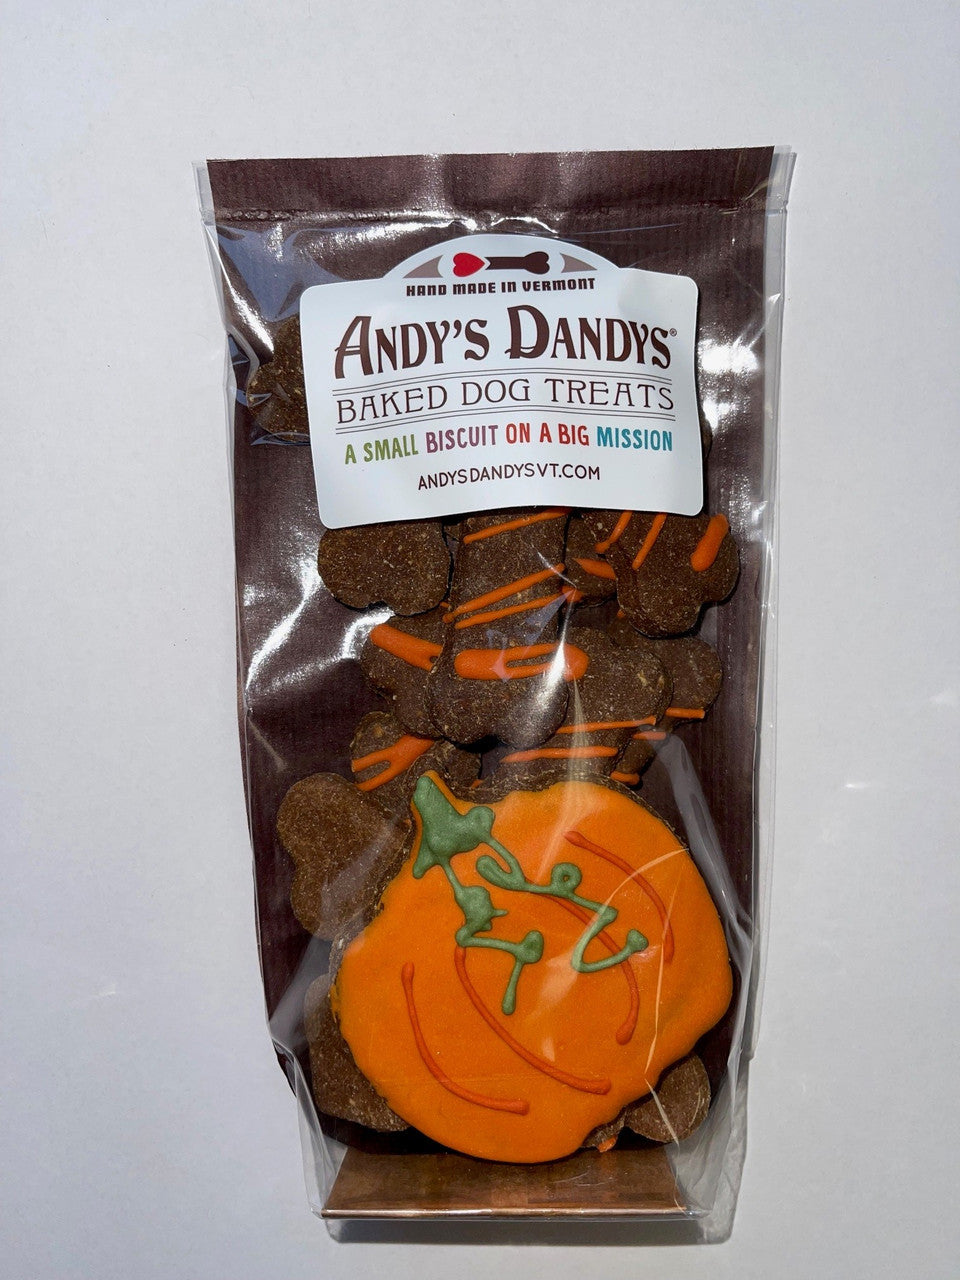 HAND MADE IN VERMONT
ANDY'S DANDYS®
BAKED DOG TREATS
A SMALL BISCUIT ON A BIG MISSION
ANDYSDANDYSVT.COM